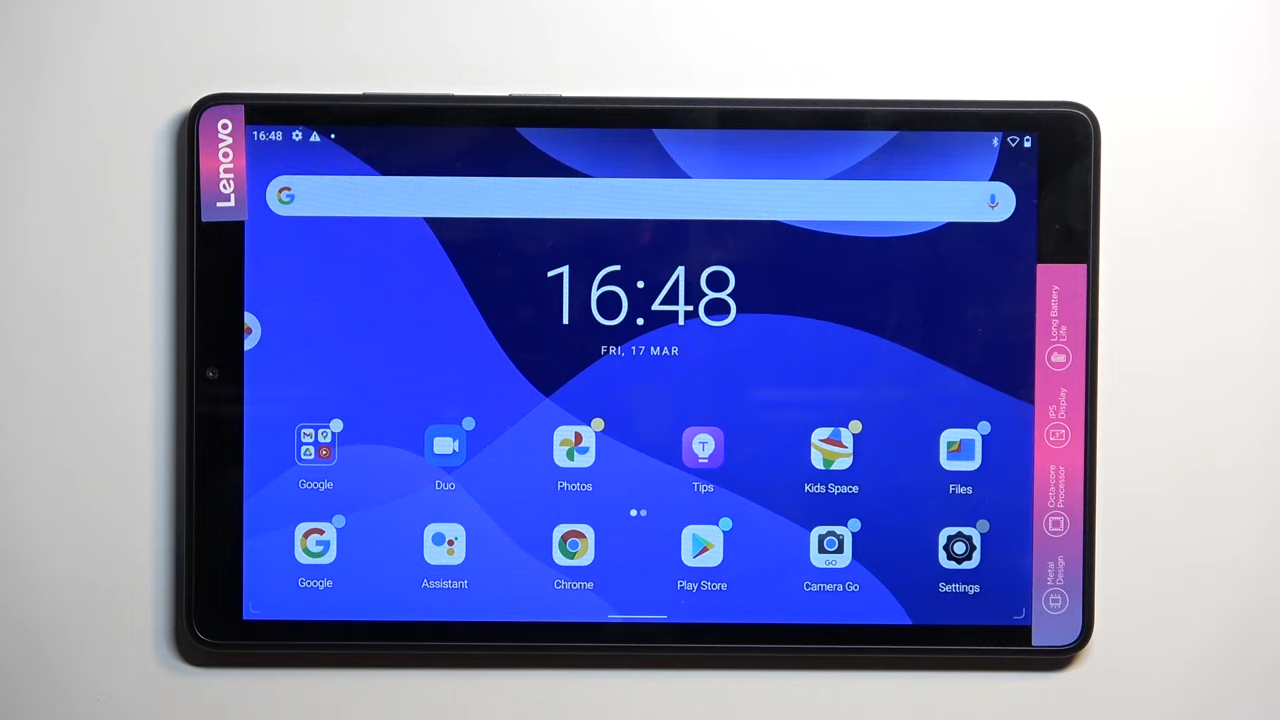 Lenovo
16:48
16:48
FRI, 17 MAR
Google
Duo
Photos
Tips
Kids Space
Files
Google
Assistant
Chrome
Play Store
GO
Camera Go
Settings
Long Battery
Life
IPS
Display
Octa-core
Processor
Metal
Design